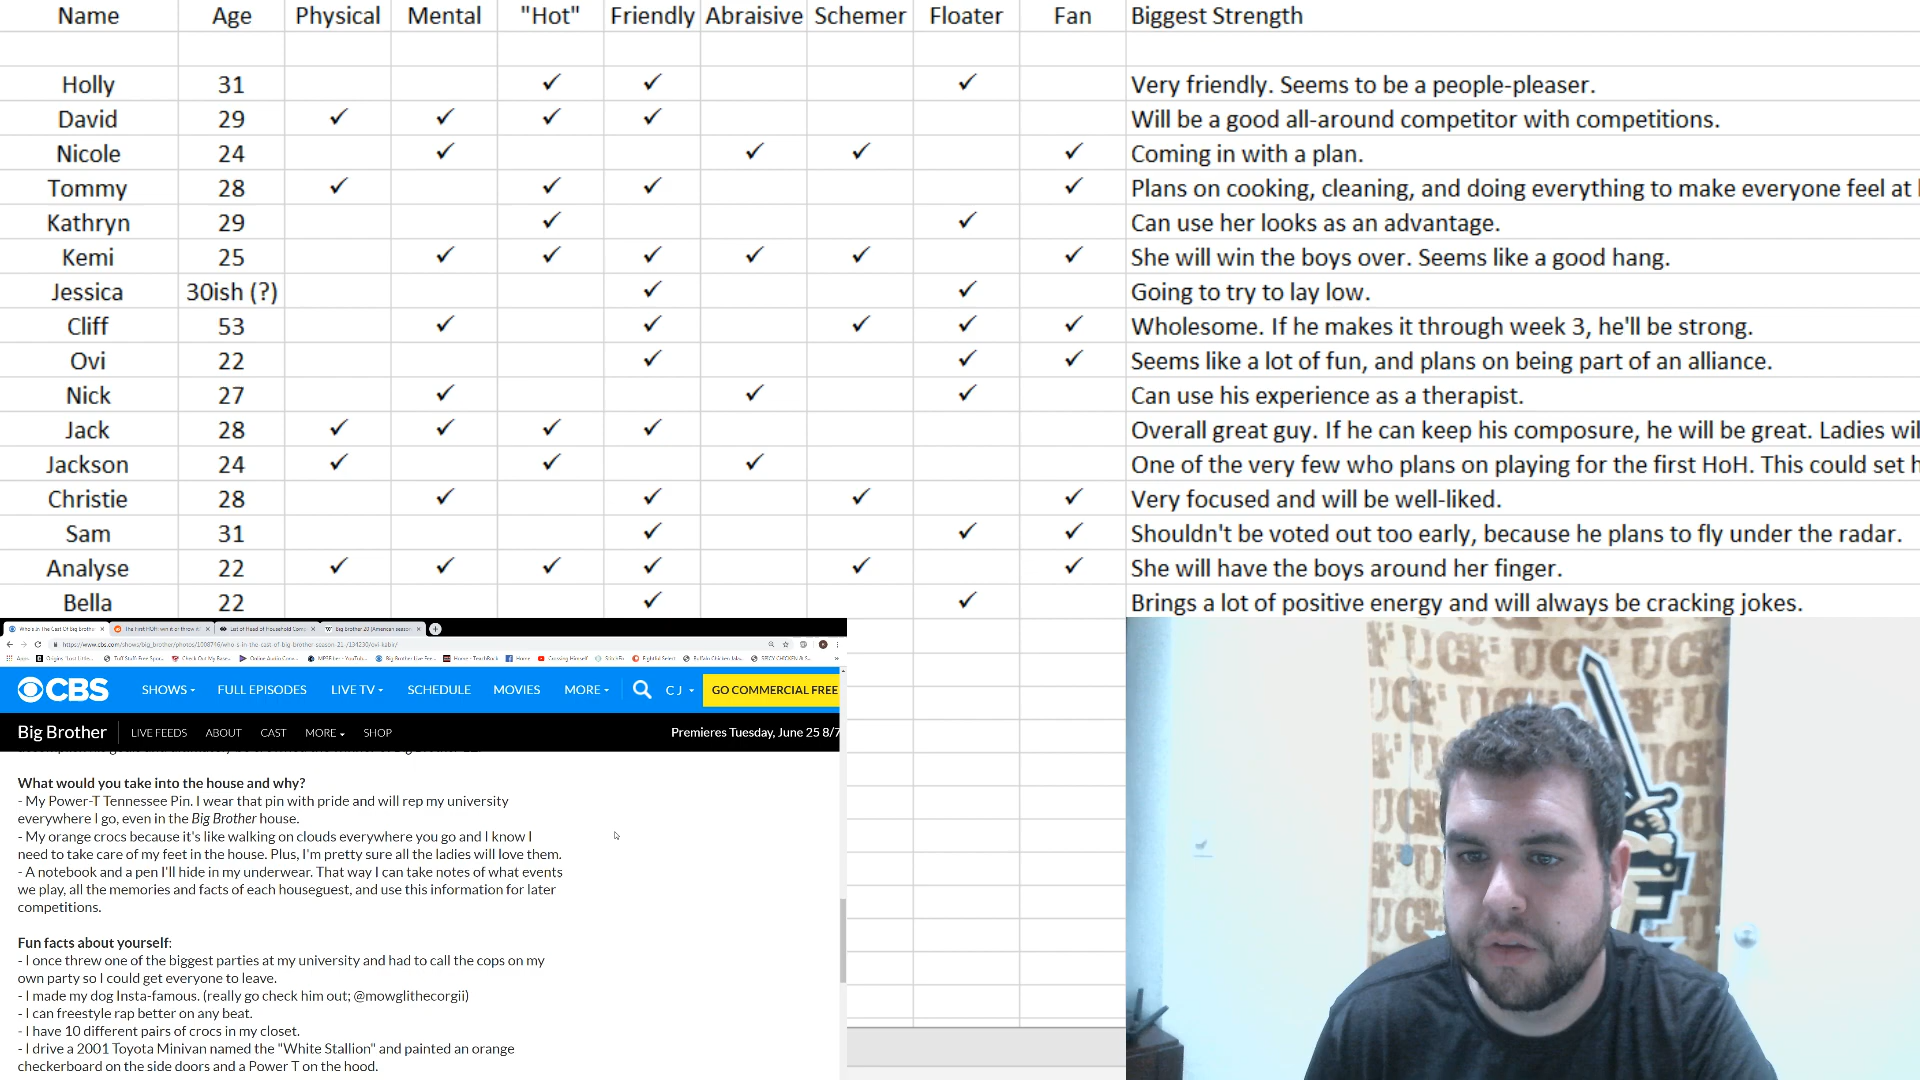 Name Age Physical Mental "Hot" Friendly Abraisive Schemer Floater Fan Biggest Strength
Holly 31 ✓ ✓ ✓ Very friendly. Seems to be a people-pleaser.
David 29 ✓ ✓ ✓ ✓ Will be a good all-around competitor with competitions.
Nicole 24 ✓ ✓ ✓ ✓ Coming in with a plan.
Tommy 28 ✓ ✓ ✓ ✓ Plans on cooking, cleaning, and doing everything to make everyone feel at
Kathryn 29 ✓ ✓ Can use her looks as an advantage.
Kemi 25 ✓ ✓ ✓ ✓ ✓ ✓ She will win the boys over. Seems like a good hang.
Jessica 30ish (?) ✓ ✓ Going to try to lay low.
Cliff 53 ✓ ✓ ✓ ✓ ✓ Wholesome. If he makes it through week 3, he'll be strong.
Ovi 22 ✓ ✓ ✓ Seems like a lot of fun, and plans on being part of an alliance.
Nick 27 ✓ ✓ ✓ Can use his experience as a therapist.
Jack 28 ✓ ✓ ✓ ✓ Overall great guy. If he can keep his composure, he will be great. Ladies wil
Jackson 24 ✓ ✓ ✓ One of the very few who plans on playing for the first HoH. This could set h
Christie 28 ✓ ✓ ✓ ✓ Very focused and will be well-liked.
Sam 31 ✓ ✓ ✓ Shouldn't be voted out too early, because he plans to fly under the radar.
Analyse 22 ✓ ✓ ✓ ✓ ✓ ✓ She will have the boys around her finger.
Bella 22 ✓ ✓ Brings a lot of positive energy and will always be cracking jokes.
CBS SHOWS FULL EPISODES LIVE TV SCHEDULE MOVIES MORE C J GO COMMERCIAL FREE
Big Brother LIVE FEEDS ABOUT CAST MORE SHOP Premieres Tuesday, June 25 8/7
What would you take into the house and why?
- My Power-T Tennessee Pin. I wear that pin with pride and will rep my university
everywhere I go, even in the Big Brother house.
- My orange crocs because it's like walking on clouds everywhere you go and I know I
need to take care of my feet in the house. Plus, I'm pretty sure all the ladies will love them.
- A notebook and a pen I'll hide in my underwear. That way I can take notes of what events
we play, all the memories and facts of each houseguest, and use this information for later
competitions.
Fun facts about yourself:
- I once threw one of the biggest parties at my university and had to call the cops on my
own party so I could get everyone to leave.
- I made my dog Insta-famous. (really go check him out; @mowglithecorgii)
- I can freestyle rap better on any beat.
- I have 10 different pairs of crocs in my closet.
- I drive a 2001 Toyota Minivan named the "White Stallion" and painted an orange
checkerboard on the side doors and a Power T on the hood.